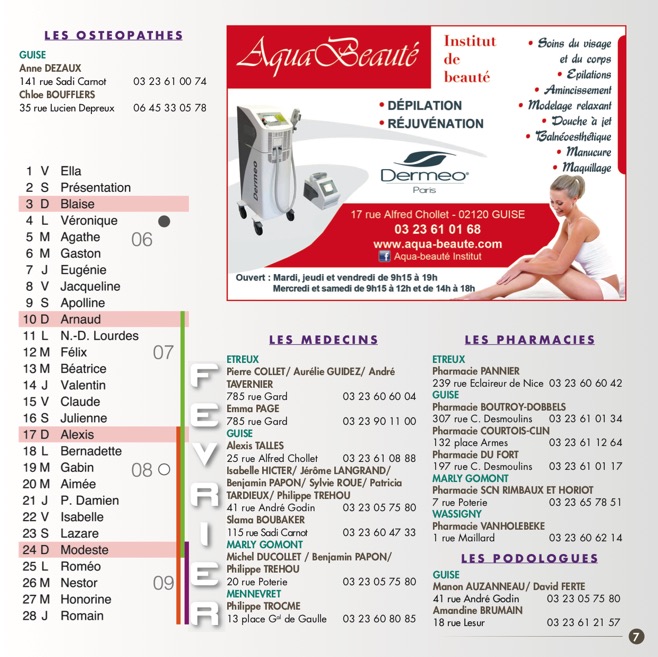 LES OSTEOPATHES
GUISE
Anne DEZAUX
141 rue Sadi Carnot 03 23 61 00 74
Chloe BOUFFLERS
35 rue Lucien Depreux 06 45 33 05 78
AquaBeauté
Institut
de
beauté
• Soins du visage
et du corps
• Epilations
• Amincissement
• Modelage relaxant
• Douche à jet
• Balnéoesthétique
• Manucure
• Maquillage
• DÉPILATION
• RÉJUVÉNATION
Dermeo
Dermeo®
Paris
17 rue Alfred Chollet - 02120 GUISE
03 23 61 01 68
www.aqua-beaute.com
f Aqua-beauté Institut
Ouvert : Mardi, jeudi et vendredi de 9h15 à 19h
Mercredi et samedi de 9h15 à 12h et de 14h à 18h
1 V Ella
2 S Présentation
3 D Blaise
4 L Véronique
5 M Agathe 06
6 M Gaston
7 J Eugénie
8 V Jacqueline
9 S Apolline
10 D Arnaud
11 L N.-D. Lourdes
12 M Félix 07
13 M Béatrice
14 J Valentin
15 V Claude
16 S Julienne
17 D Alexis
18 L Bernadette
19 M Gabin 08
20 M Aimée
21 J P. Damien
22 V Isabelle
23 S Lazare
24 D Modeste
25 L Roméo
26 M Nestor 09
27 M Honorine
28 J Romain
FEVRIER
LES MEDECINS
ETREUX
Pierre COLLET/ Aurélie GUIDEZ/ André
TAVERNIER
785 rue Gard 03 23 60 60 04
Emma PAGE
785 rue Gard 03 23 90 11 00
GUISE
Alexis TALLES
25 rue Alfred Chollet 03 23 61 08 88
Isabelle HICTER/ Jérôme LANGRAND/
Benjamin PAPON/ Sylvie ROUE/ Patricia
TARDIEUX/ Philippe TREHOU
41 rue André Godin 03 23 05 75 80
Slama BOUBAKER
115 rue Sadi Carnot 03 23 60 47 33
MARLY GOMONT
Michel DUCOLLET / Benjamin PAPON/
Philippe TREHOU
20 rue Poterie 03 23 05 75 80
MENNEVRET
Philippe TROCME
13 place Gal de Gaulle 03 23 60 80 85
LES PHARMACIES
ETREUX
Pharmacie PANNIER
239 rue Eclaireur de Nice 03 23 60 60 42
GUISE
Pharmacie BOUTROY-DOBBELS
307 rue C. Desmoulins 03 23 61 01 34
Pharmacie COURTOIS-CLIN
132 place Armes 03 23 61 12 64
Pharmacie DU FORT
197 rue C. Desmoulins 03 23 61 01 17
MARLY GOMONT
Pharmacie SCN RIMBAUX ET HORIOT
7 rue Poterie 03 23 65 78 51
WASSIGNY
Pharmacie VANHOLEBEKE
1 rue Maillard 03 23 60 62 14
LES PODOLOGUES
GUISE
Manon AUZANNEAU/ David FERTE
41 rue André Godin 03 23 05 75 80
Amandine BRUMAIN
18 rue Lesur 03 23 61 21 57
7